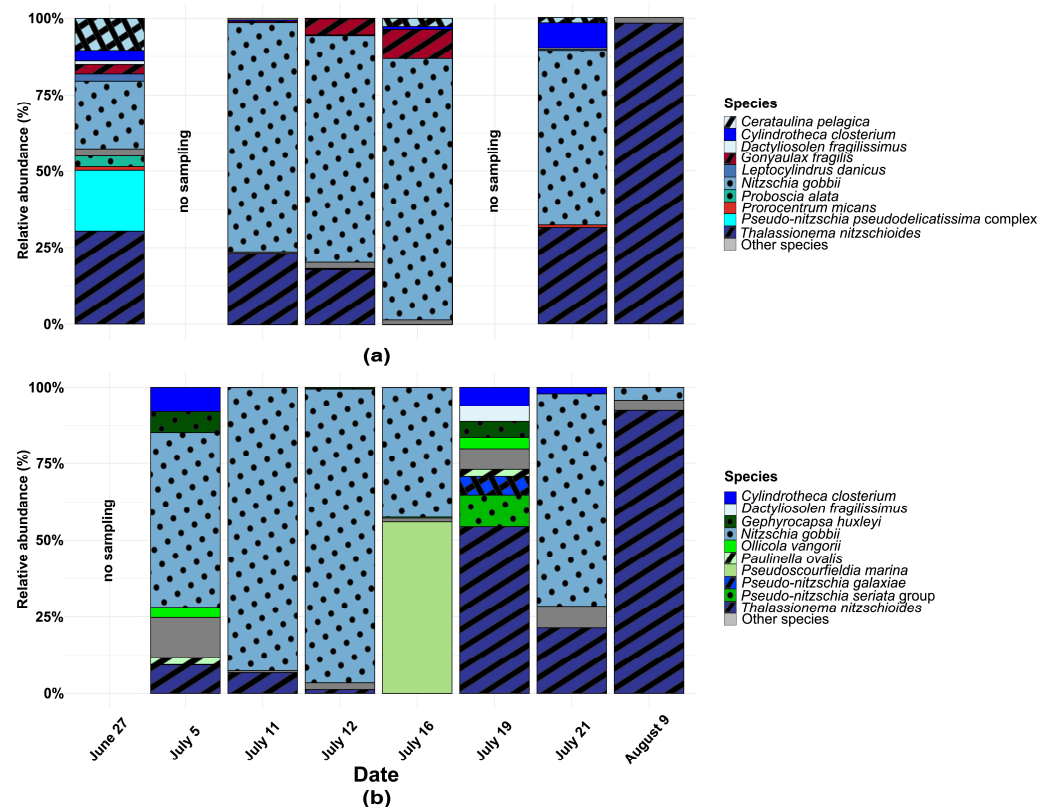 100%
75%
50%
25%
0%
Relative abundance (%)
no sampling
no sampling
Species
Cerataulina pelagica
Cylindrotheca closterium
Dactyliosolen fragilissimus
Gonyaulax fragilis
Leptocylindrus danicus
Nitzschia gobbii
Proboscia alata
Prorocentrum micans
Pseudo-nitzschia pseudodelicatissima complex
Thalassionema nitzschioides
Other species
(a)
100%
75%
50%
25%
0%
Relative abundance (%)
no sampling
Species
Cylindrotheca closterium
Dactyliosolen fragilissimus
Gephyrocapsa huxleyi
Nitzschia gobbii
Ollicola vangorii
Paulinella ovalis
Pseudoscourfieldia marina
Pseudo-nitzschia galaxiae
Pseudo-nitzschia seriata group
Thalassionema nitzschioides
Other species
June 27
July 5
July 11
July 12
July 16
July 19
July 21
August 9
Date
(b)